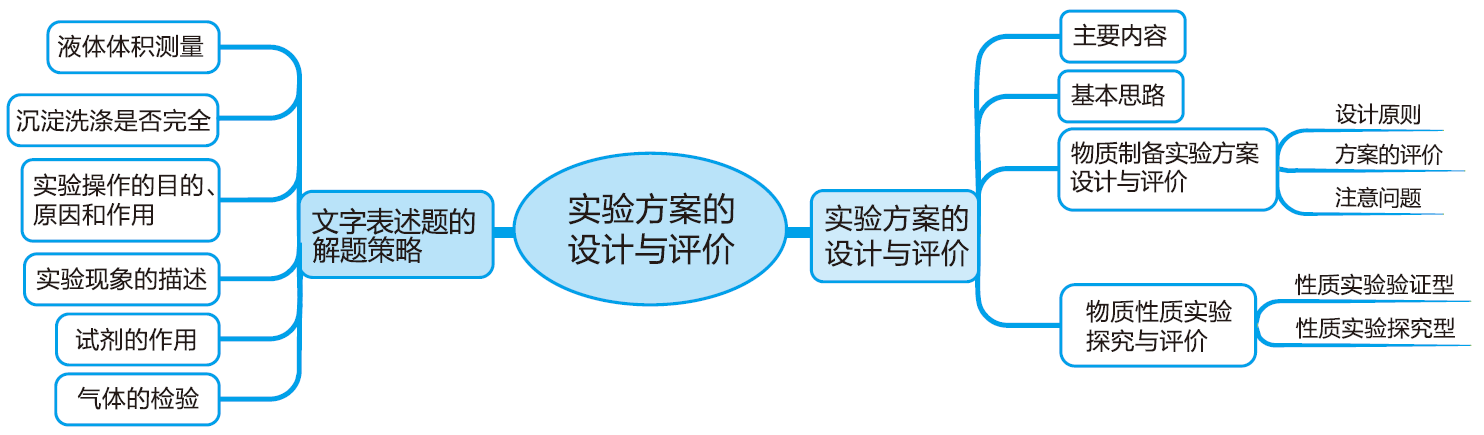 液体体积测量
沉淀洗涤是否完全
实验操作的目的、
原因和作用
实验现象的描述
试剂的作用
气体的检验
文字表述题的
解题策略
实验方案的
设计与评价
实验方案的
设计与评价
主要内容
基本思路
物质制备实验方案
设计与评价
设计原则
方案的评价
注意问题
物质性质实验
探究与评价
性质实验验证型
性质实验探究型